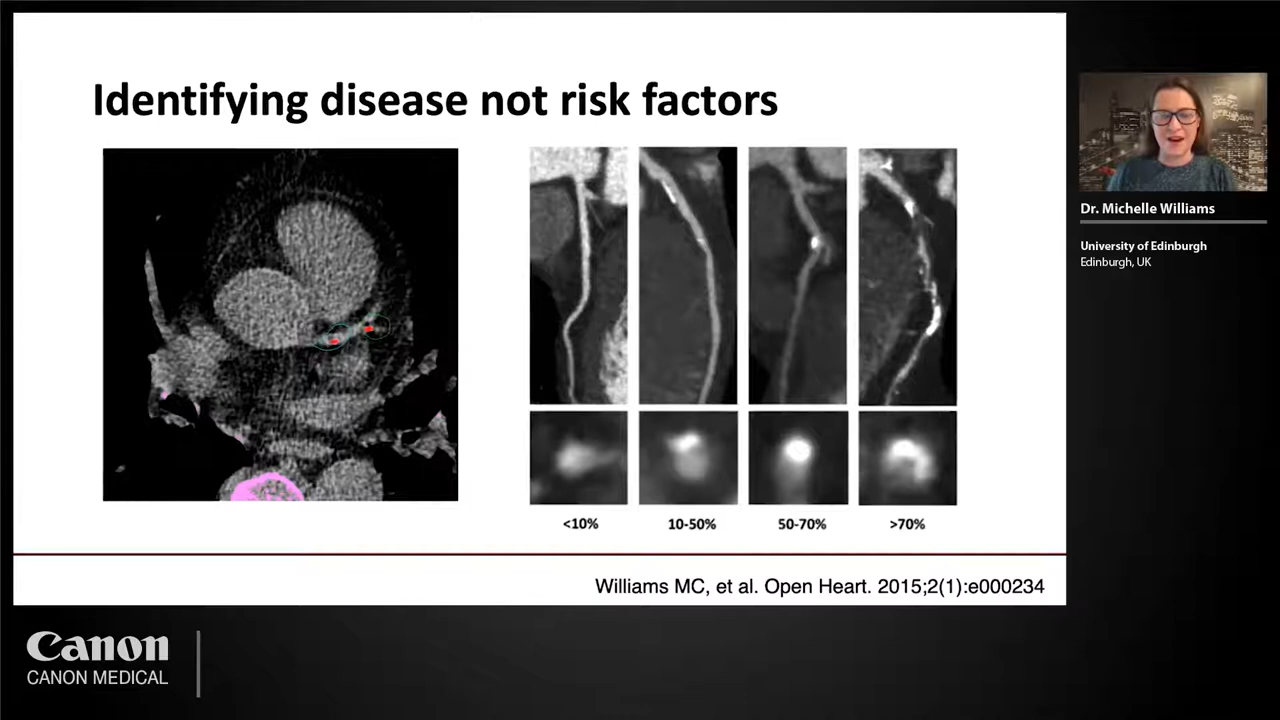 Identifying disease not risk factors
<10%
10-50%
50-70%
>70%
Williams MC, et al. Open Heart. 2015;2(1):e000234
Dr. Michelle Williams
University of Edinburgh
Edinburgh, UK
Canon
CANON MEDICAL